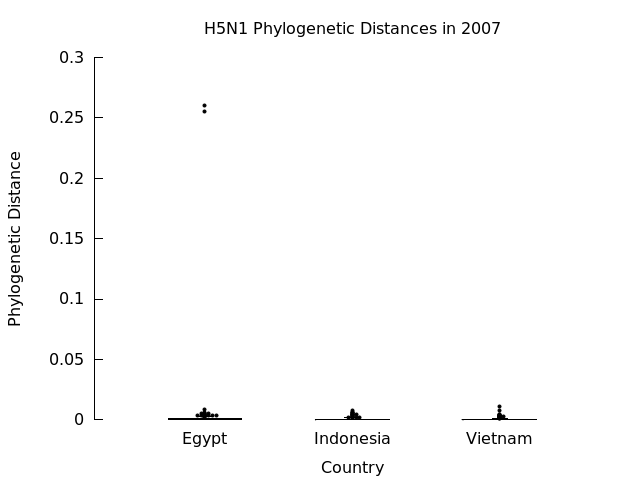 H5N1 Phylogenetic Distances in 2007
0.3
0.25
0.2
0.15
0.1
0.05
0
Phylogenetic Distance
Egypt
Indonesia
Vietnam
Country